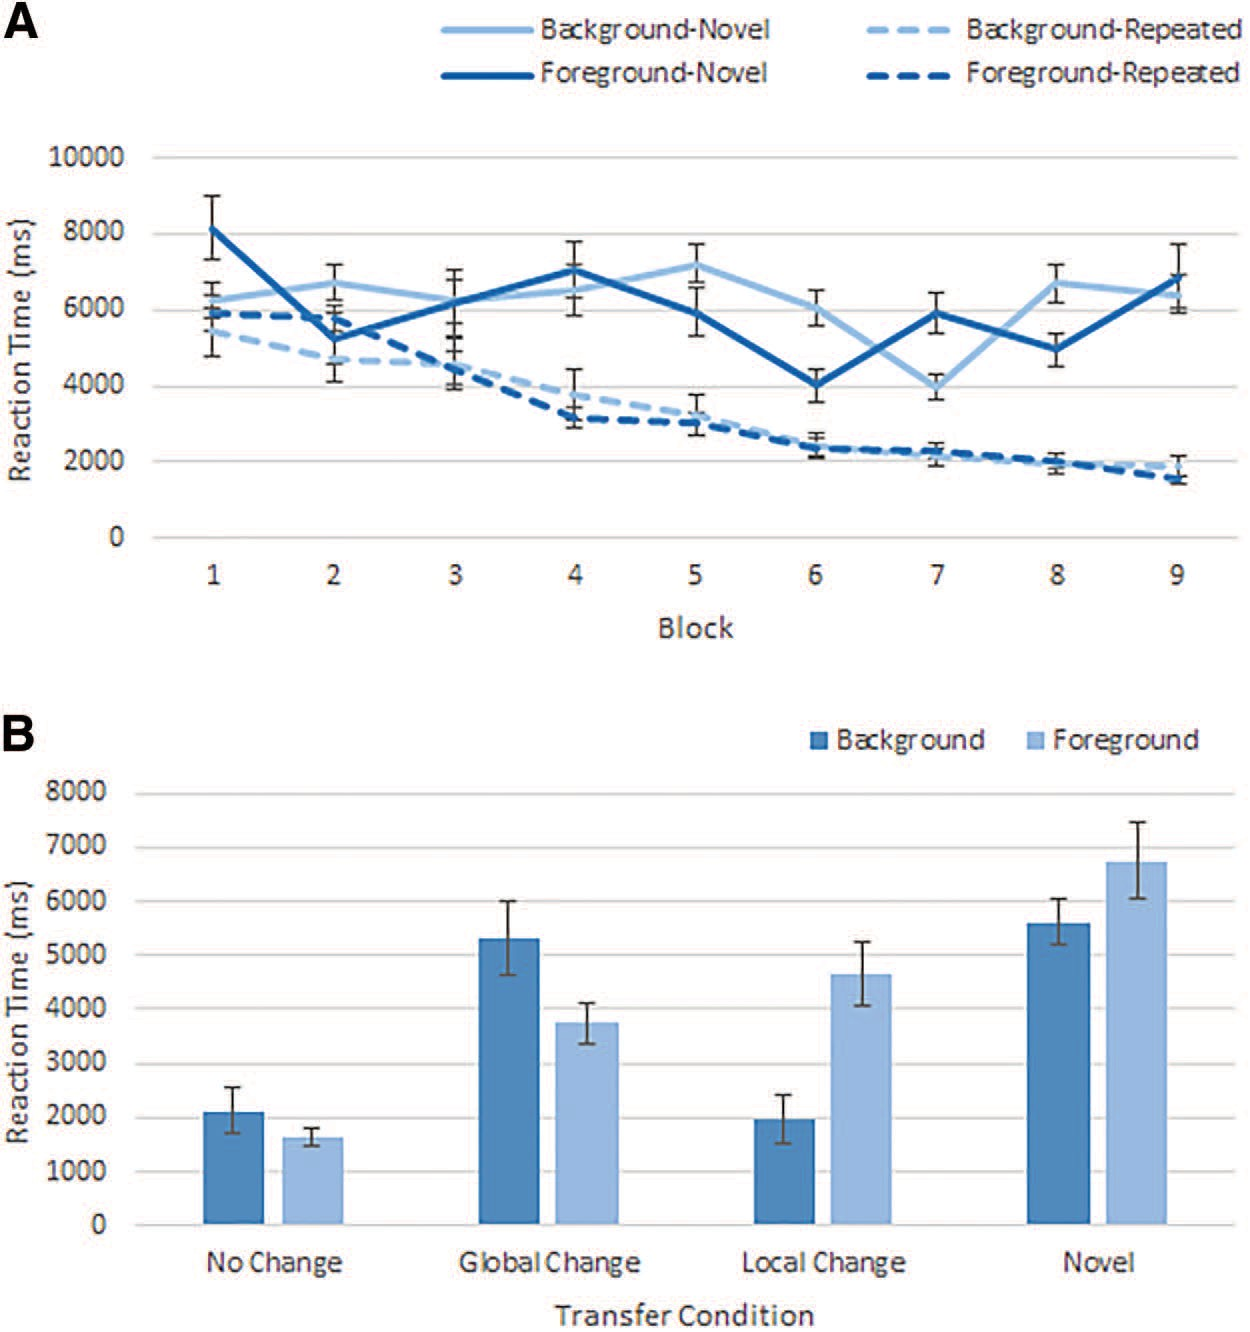 A
Background-Novel Background-Repeated
Foreground-Novel Foreground-Repeated
10000
8000
6000
4000
2000
0
Reaction Time (ms)
1 2 3 4 5 6 7 8 9
Block
B
Background Foreground
8000
7000
6000
5000
4000
3000
2000
1000
0
Reaction Time (ms)
No Change Global Change Local Change Novel
Transfer Condition